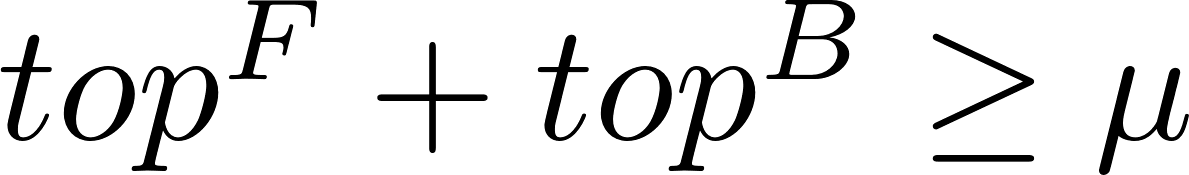 top^F + top^B ≥ μ